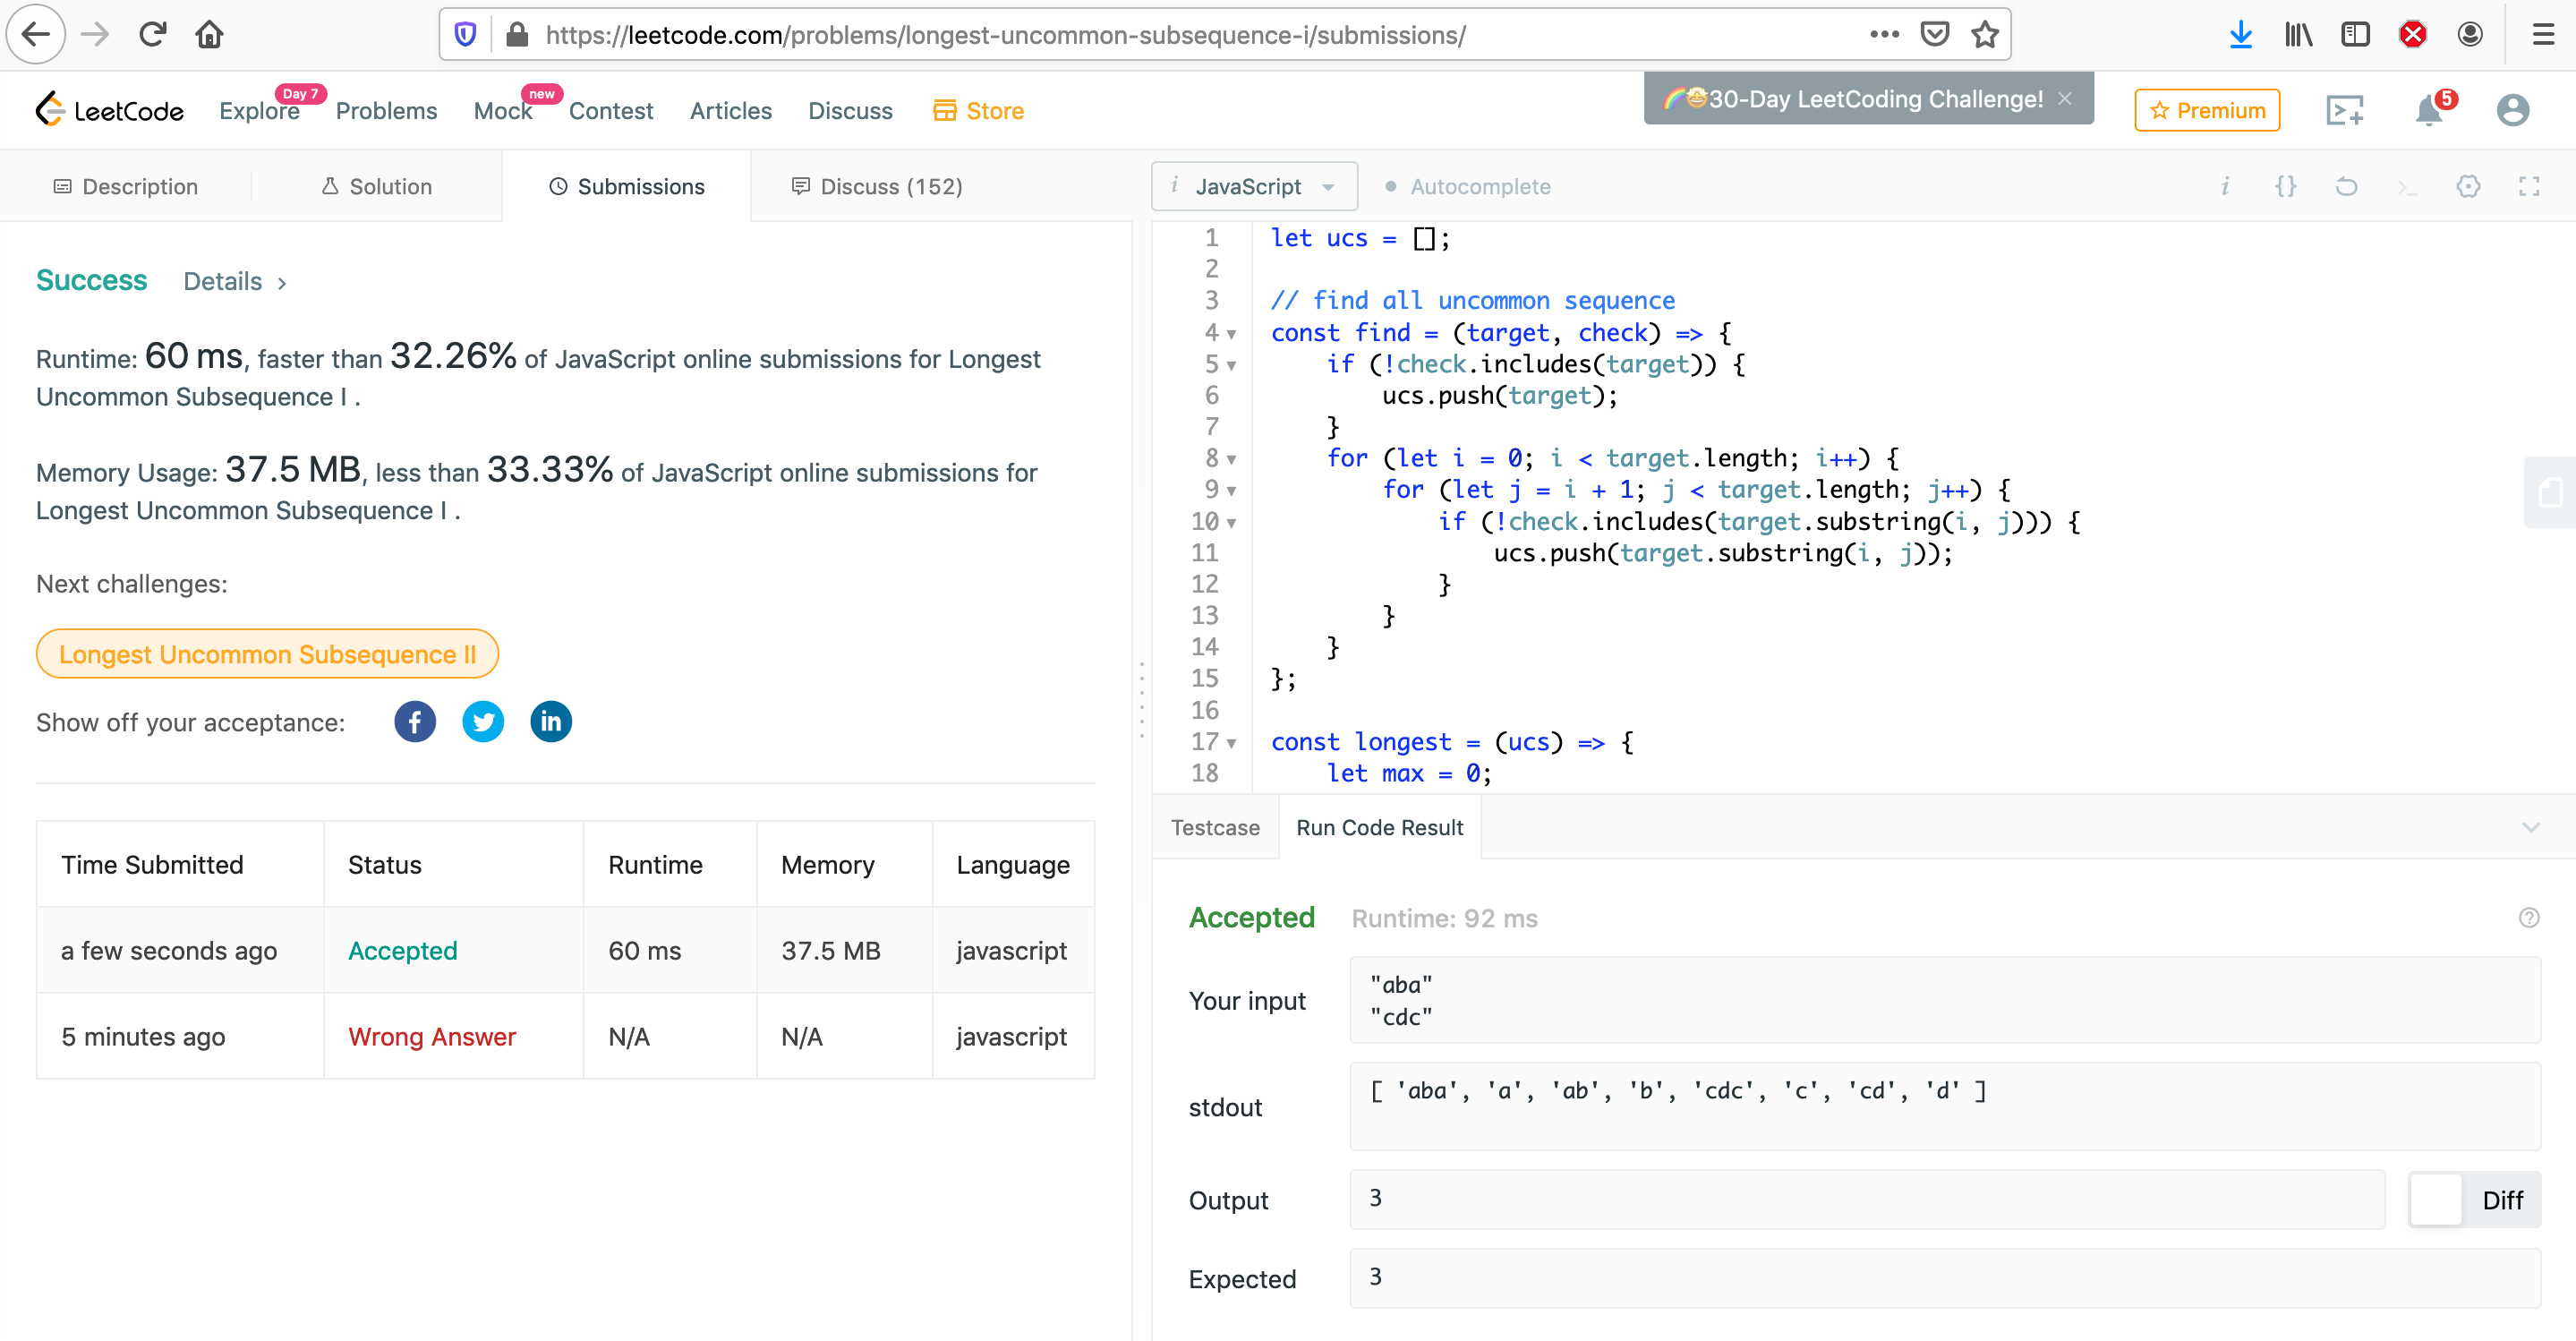 https://leetcode.com/problems/longest-uncommon-subsequence-i/submissions/
LeetCode
Explore
Day 7
Problems
Mock
new
Contest
Articles
Discuss
Store
30-Day LeetCoding Challenge!
Premium
5
Description
Solution
Submissions
Discuss (152)
i JavaScript
Autocomplete
Success Details >
Runtime: 60 ms, faster than 32.26% of JavaScript online submissions for Longest
Uncommon Subsequence I .
Memory Usage: 37.5 MB, less than 33.33% of JavaScript online submissions for
Longest Uncommon Subsequence I .
Next challenges:
Longest Uncommon Subsequence II
Show off your acceptance:
Time Submitted Status Runtime Memory Language
a few seconds ago Accepted 60 ms 37.5 MB javascript
5 minutes ago Wrong Answer N/A N/A javascript
1 let ucs = [];
2
3 // find all uncommon sequence
4 const find = (target, check) => {
5     if (!check.includes(target)) {
6         ucs.push(target);
7     }
8     for (let i = 0; i < target.length; i++) {
9         for (let j = i + 1; j < target.length; j++) {
10             if (!check.includes(target.substring(i, j))) {
11                 ucs.push(target.substring(i, j));
12             }
13         }
14     }
15 };
16
17 const longest = (ucs) => {
18     let max = 0;
Testcase
Run Code Result
Accepted Runtime: 92 ms
Your input
"aba"
"cdc"
stdout
[ 'aba', 'a', 'ab', 'b', 'cdc', 'c', 'cd', 'd' ]
Output
3
Diff
Expected
3